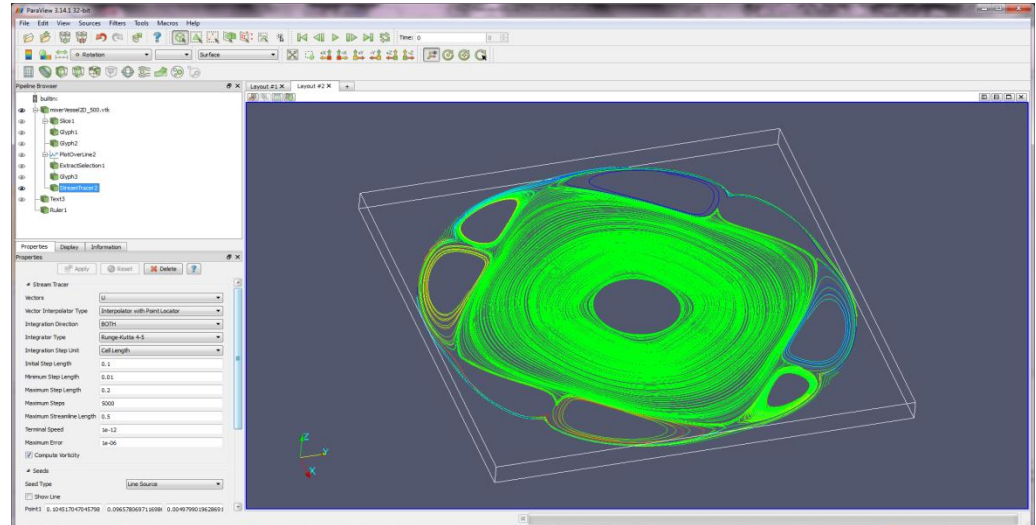 ParaView 3.14.1 32-bit
File Edit View Sources Filters Tools Macros Help
Time: 0
Rotation
Surface
Pipeline Browser
Layout #1 Layout #2 +
builtin:
mixerVessel2D_500.vtk
Slice1
Glyph1
Glyph2
PlotOverLine2
ExtractSelection1
Glyph3
StreamTracer2
Text3
Ruler1
Properties Display Information
Properties
Apply Reset Delete ?
Stream Tracer
Vectors U
Vector Interpolator Type Interpolator with Point Locator
Integration Direction BOTH
Integrator Type Runge-Kutta 4-5
Integration Step Unit Cell Length
Initial Step Length 0.1
Minimum Step Length 0.01
Maximum Step Length 0.2
Maximum Steps 5000
Maximum Streamline Length 0.5
Terminal Speed 1e-12
Maximum Error 1e-06
Compute Vorticity
Seeds
Seed Type Line Source
Show Line
Point1
Z
Y
X